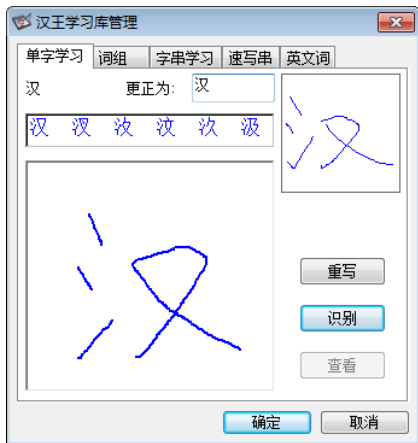 汉王学习库管理
单字学习 词组 字串学习 速写串 英文词
汉 更正为: 汉
汉 汊 汝 汶 汣 汲
汉
汉
重写
识别
查看
确定 取消